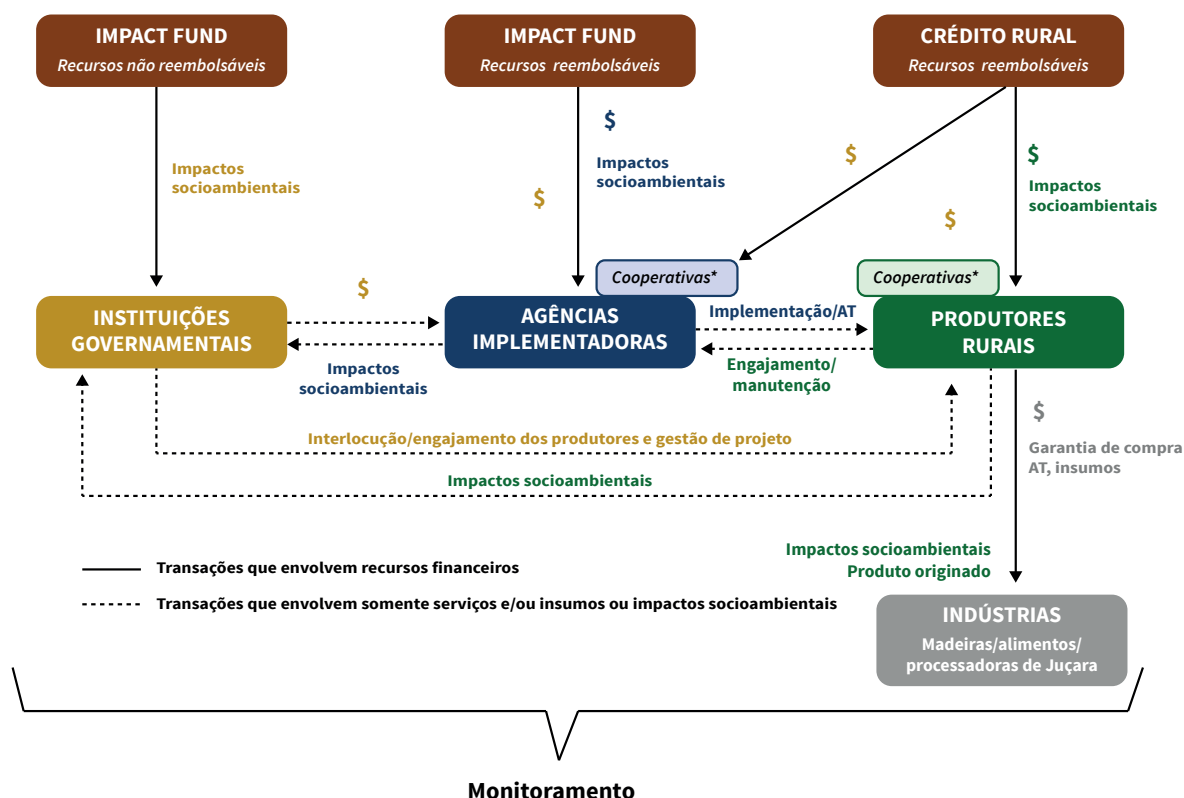 IMPACT FUND
Recursos não reembolsáveis
IMPACT FUND
Recursos reembolsáveis
CRÉDITO RURAL
Recursos reembolsáveis
Impactos
socioambientais
$
$
Impactos
socioambientais
$
$
$
Impactos
socioambientais
Cooperativas*
Cooperativas*
INSTITUIÇÕES
GOVERNAMENTAIS
$
Impactos
socioambientais
AGÊNCIAS
IMPLEMENTADORAS
Implementação/AT
Engajamento/
manutenção
PRODUTORES
RURAIS
Interlocução/engajamento dos produtores e gestão de projeto
Impactos socioambientais
$
Garantia de compra
AT, insumos
Impactos socioambientais
Produto originado
Transações que envolvem recursos financeiros
Transações que envolvem somente serviços e/ou insumos ou impactos socioambientais
INDÚSTRIAS
Madeiras/alimentos/
processadoras de Juçara
Monitoramento